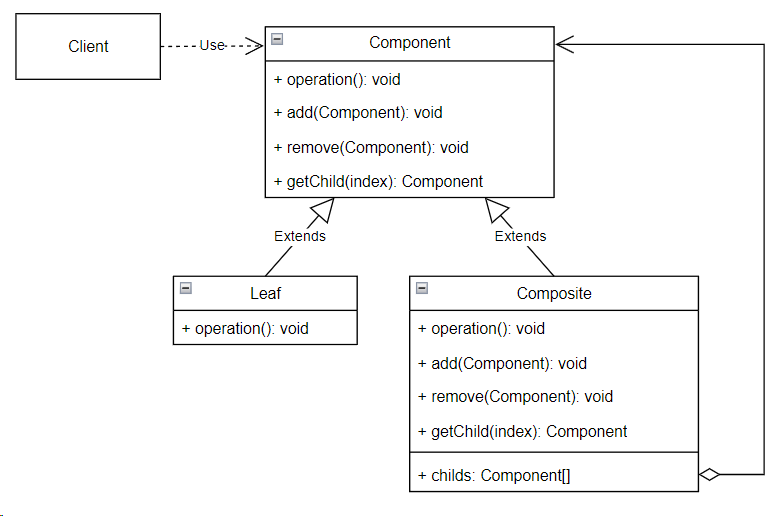 Client
Use
Component
+ operation(): void
+ add(Component): void
+ remove(Component): void
+ getChild(index): Component
Extends
Extends
Leaf
+ operation(): void
Composite
+ operation(): void
+ add(Component): void
+ remove(Component): void
+ getChild(index): Component
+ childs: Component[]